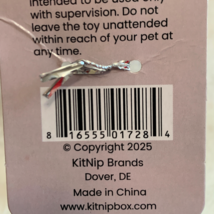 intended to be used only
with supervision. Do not
leave the toy unattended
within reach of your pet at
any time.
8 16555 01728 4
© Copyright 2025
KitNip Brands
Dover, DE
Made in China
www.kitnipbox.com